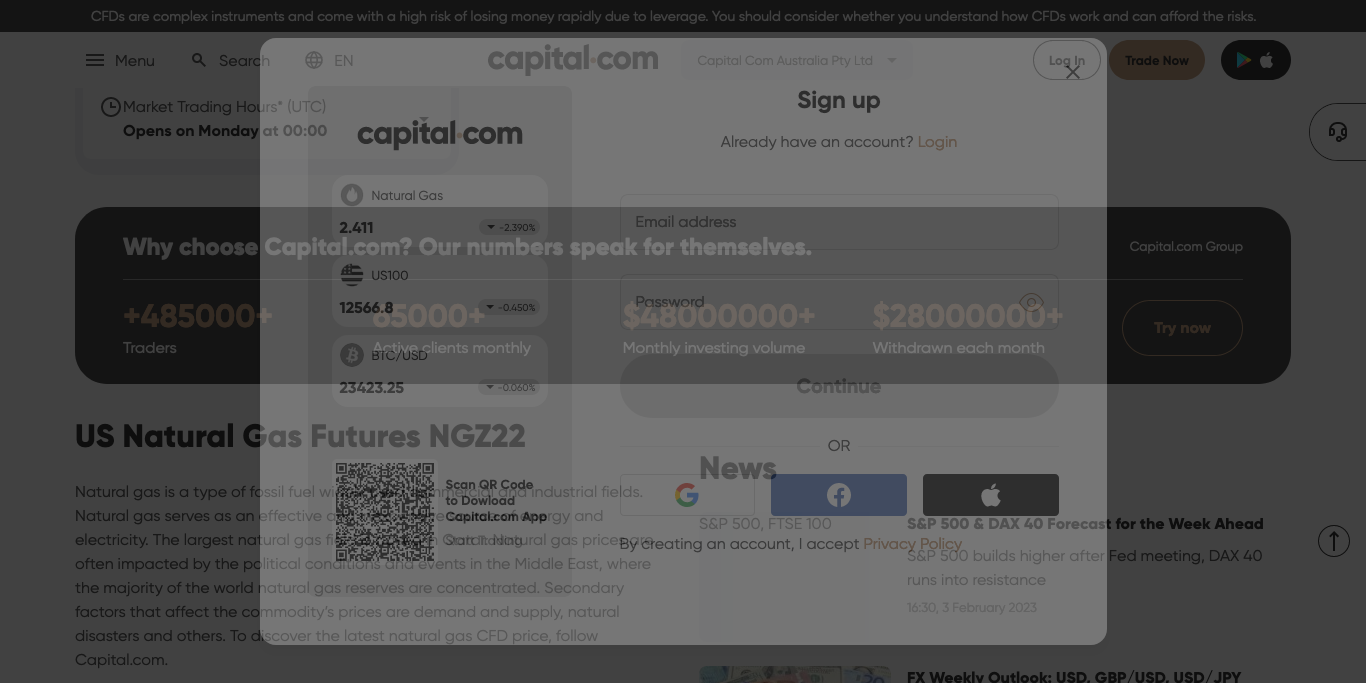 CFDs are complex instruments and come with a high risk of losing money rapidly due to leverage. You should consider whether you understand how CFDs work and can afford the risks.
Menu
Search
EN
capital.com
Capital Com Australia Pty Ltd
Log In
Trade Now
Market Trading Hours* (UTC)
Opens on Monday at 00:00
capital.com
Natural Gas
2.411
-2.390%
US100
12566.8
-0.450%
BTC/USD
23423.25
-0.060%
Scan QR Code
to Dowload
Capital.com App
Start Trading
Sign up
Already have an account? Login
Email address
Password
Continue
OR
By creating an account, I accept Privacy Policy
Why choose Capital.com? Our numbers speak for themselves.
Capital.com Group
+485000+
Traders
65000+
Active clients monthly
$48000000+
Monthly investing volume
$28000000+
Withdrawn each month
Try now
US Natural Gas Futures NGZ22
Natural gas is a type of fossil fuel commercial and industrial fields.
Natural gas serves as an effective energy and
electricity. The largest natural gas natural gas prices are
often impacted by the political conditions and events in the Middle East, where
the majority of the world natural gas reserves are concentrated. Secondary
factors that affect the commodity's prices are demand and supply, natural
disasters and others. To discover the latest natural gas CFD price, follow
Capital.com.
News
S&P 500, FTSE 100
S&P 500 & DAX 40 Forecast for the Week Ahead
S&P 500 builds higher after Fed meeting, DAX 40
runs into resistance
16:30, 3 February 2023
FX Weekly Outlook: USD, GBP/USD, USD/JPY